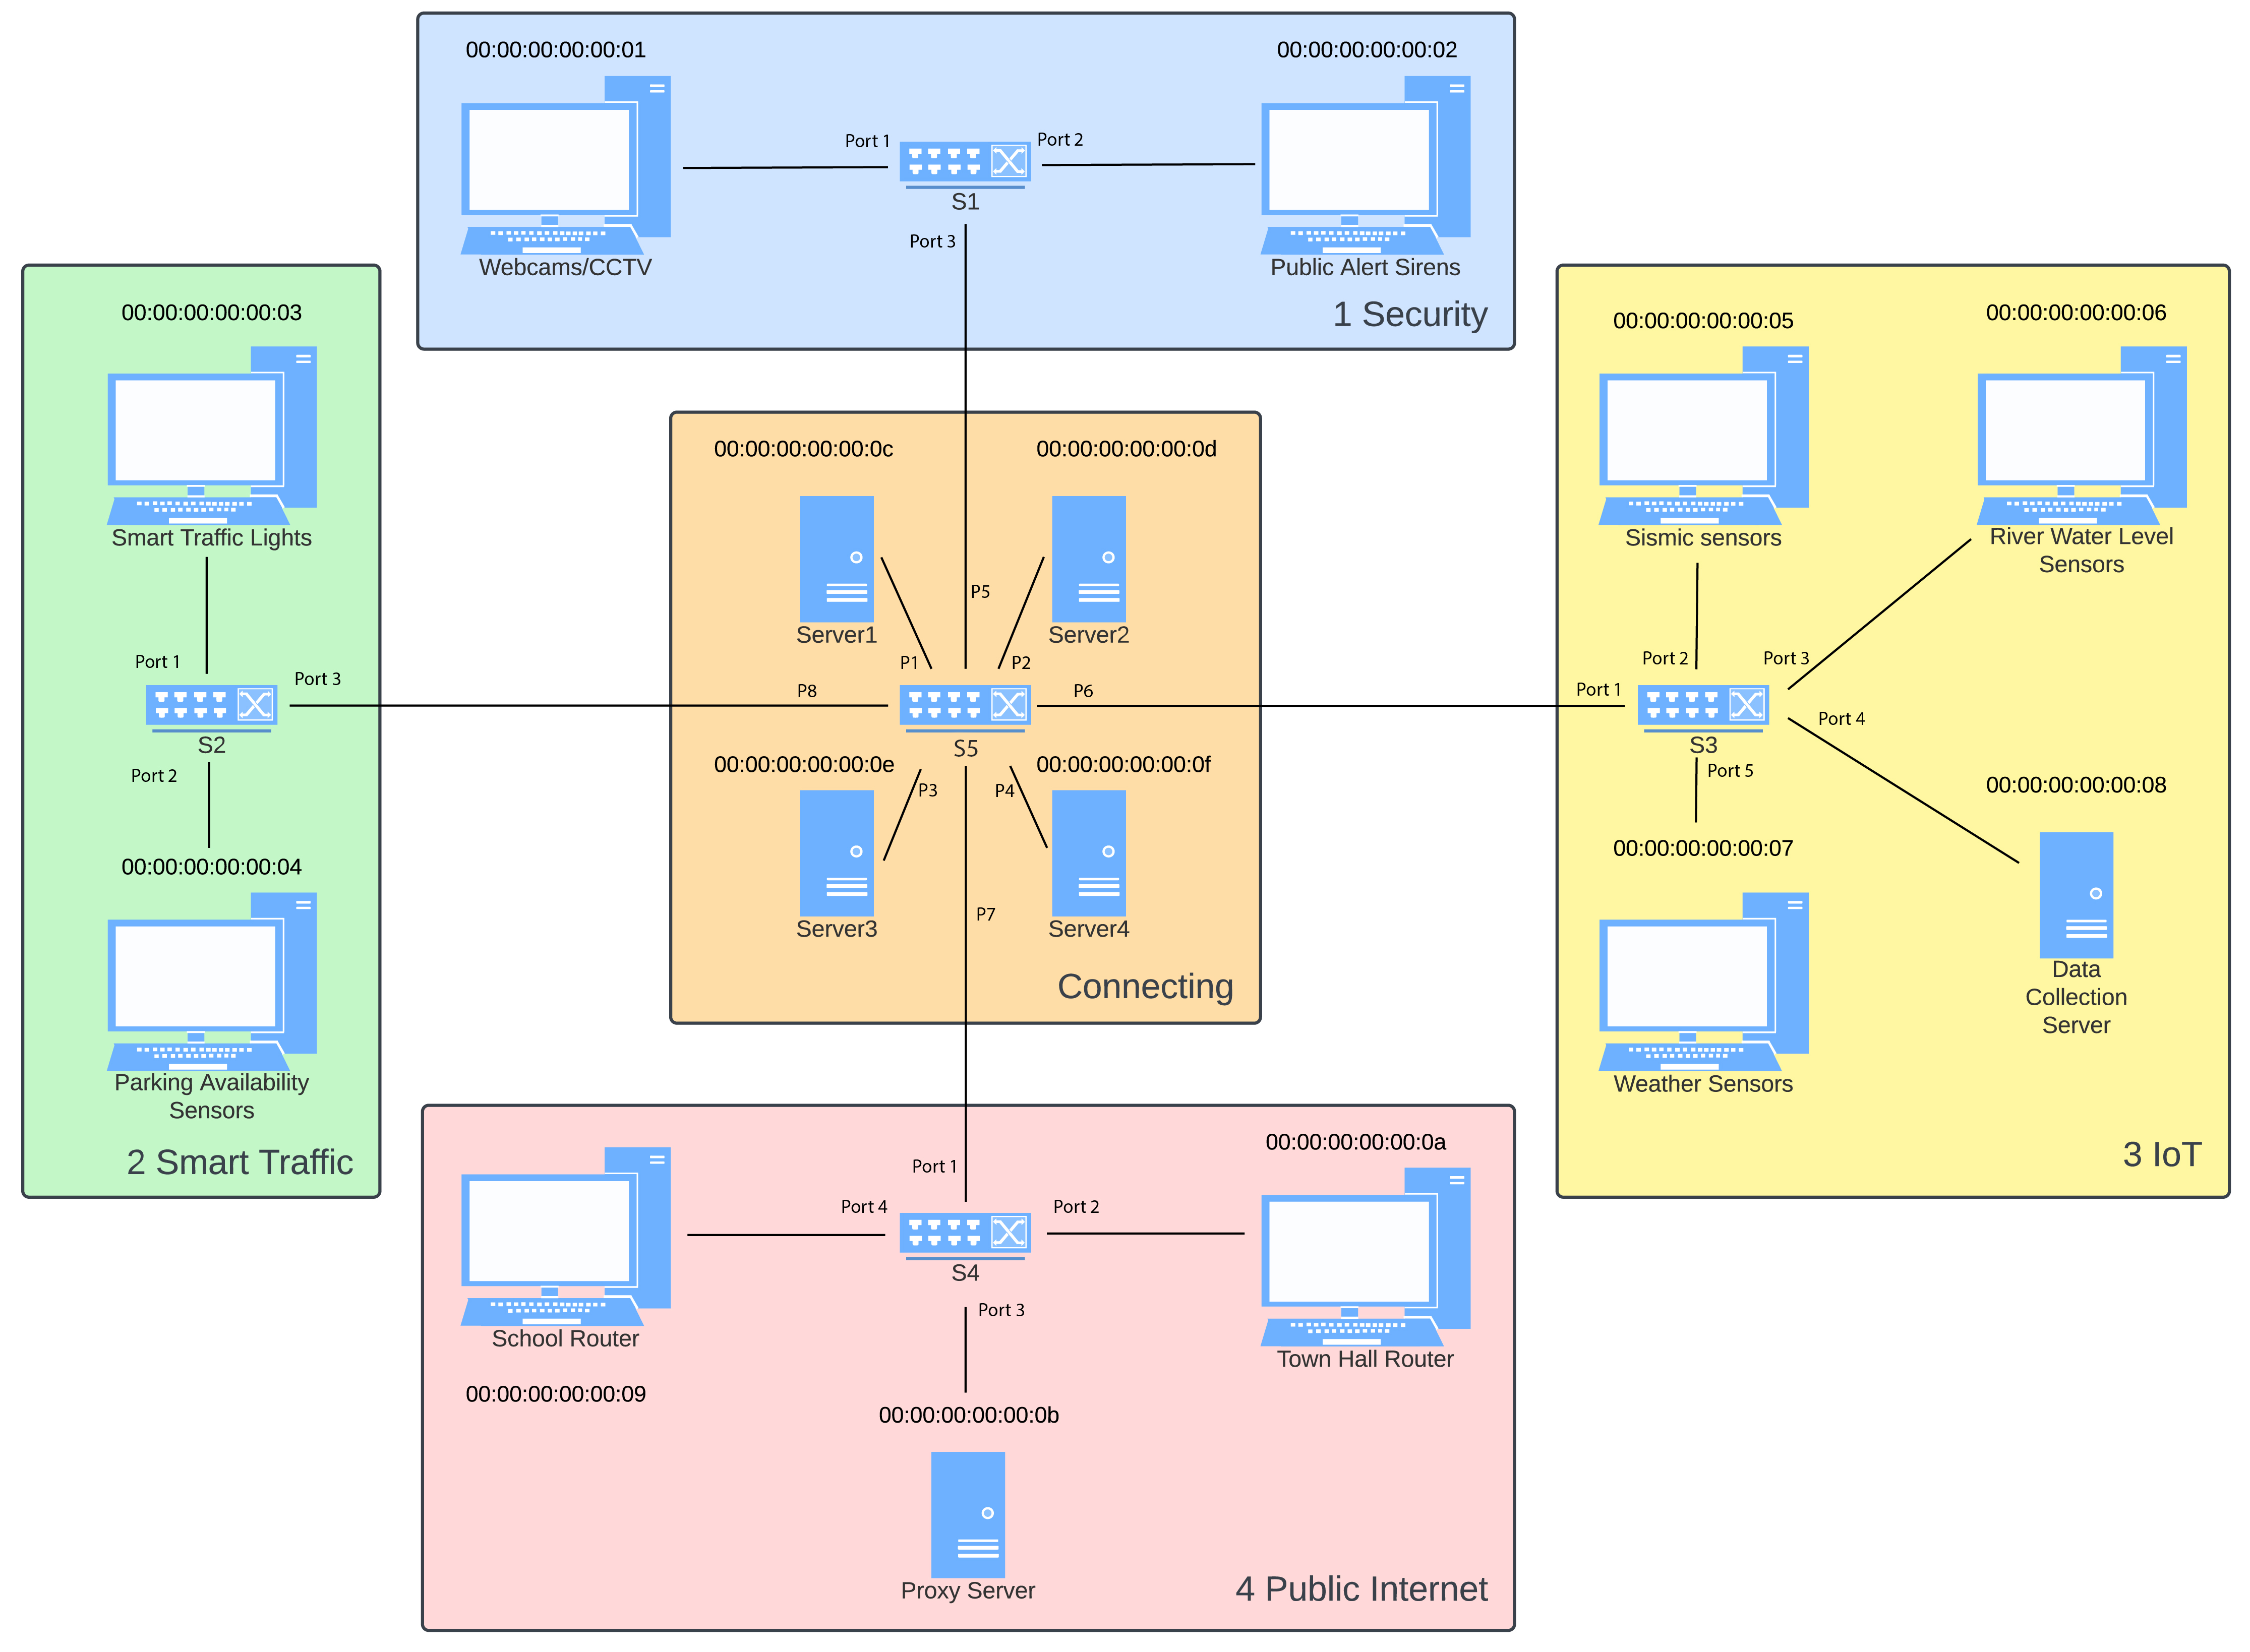 00:00:00:00:00:01
00:00:00:00:00:02
Port 1
Port 2
S1
Port 3
Webcams/CCTV
Public Alert Sirens
1 Security
00:00:00:00:00:03
Smart Traffic Lights
Port 1
Port 3
S2
Port 2
00:00:00:00:00:04
Parking Availability
Sensors
2 Smart Traffic
00:00:00:00:00:0c
00:00:00:00:00:0d
P5
Server1
Server2
P1
P2
P8
P6
S5
00:00:00:00:00:0e
00:00:00:00:00:0f
P3
P4
P7
Server3
Server4
Connecting
00:00:00:00:00:05
00:00:00:00:00:06
Sismic sensors
River Water Level
Sensors
Port 2
Port 3
Port 1
Port 4
S3
Port 5
00:00:00:00:00:08
00:00:00:00:00:07
Data
Collection
Server
Weather Sensors
3 IoT
00:00:00:00:00:0a
Port 1
Port 4
Port 2
S4
Port 3
School Router
Town Hall Router
00:00:00:00:00:09
00:00:00:00:00:0b
Proxy Server
4 Public Internet